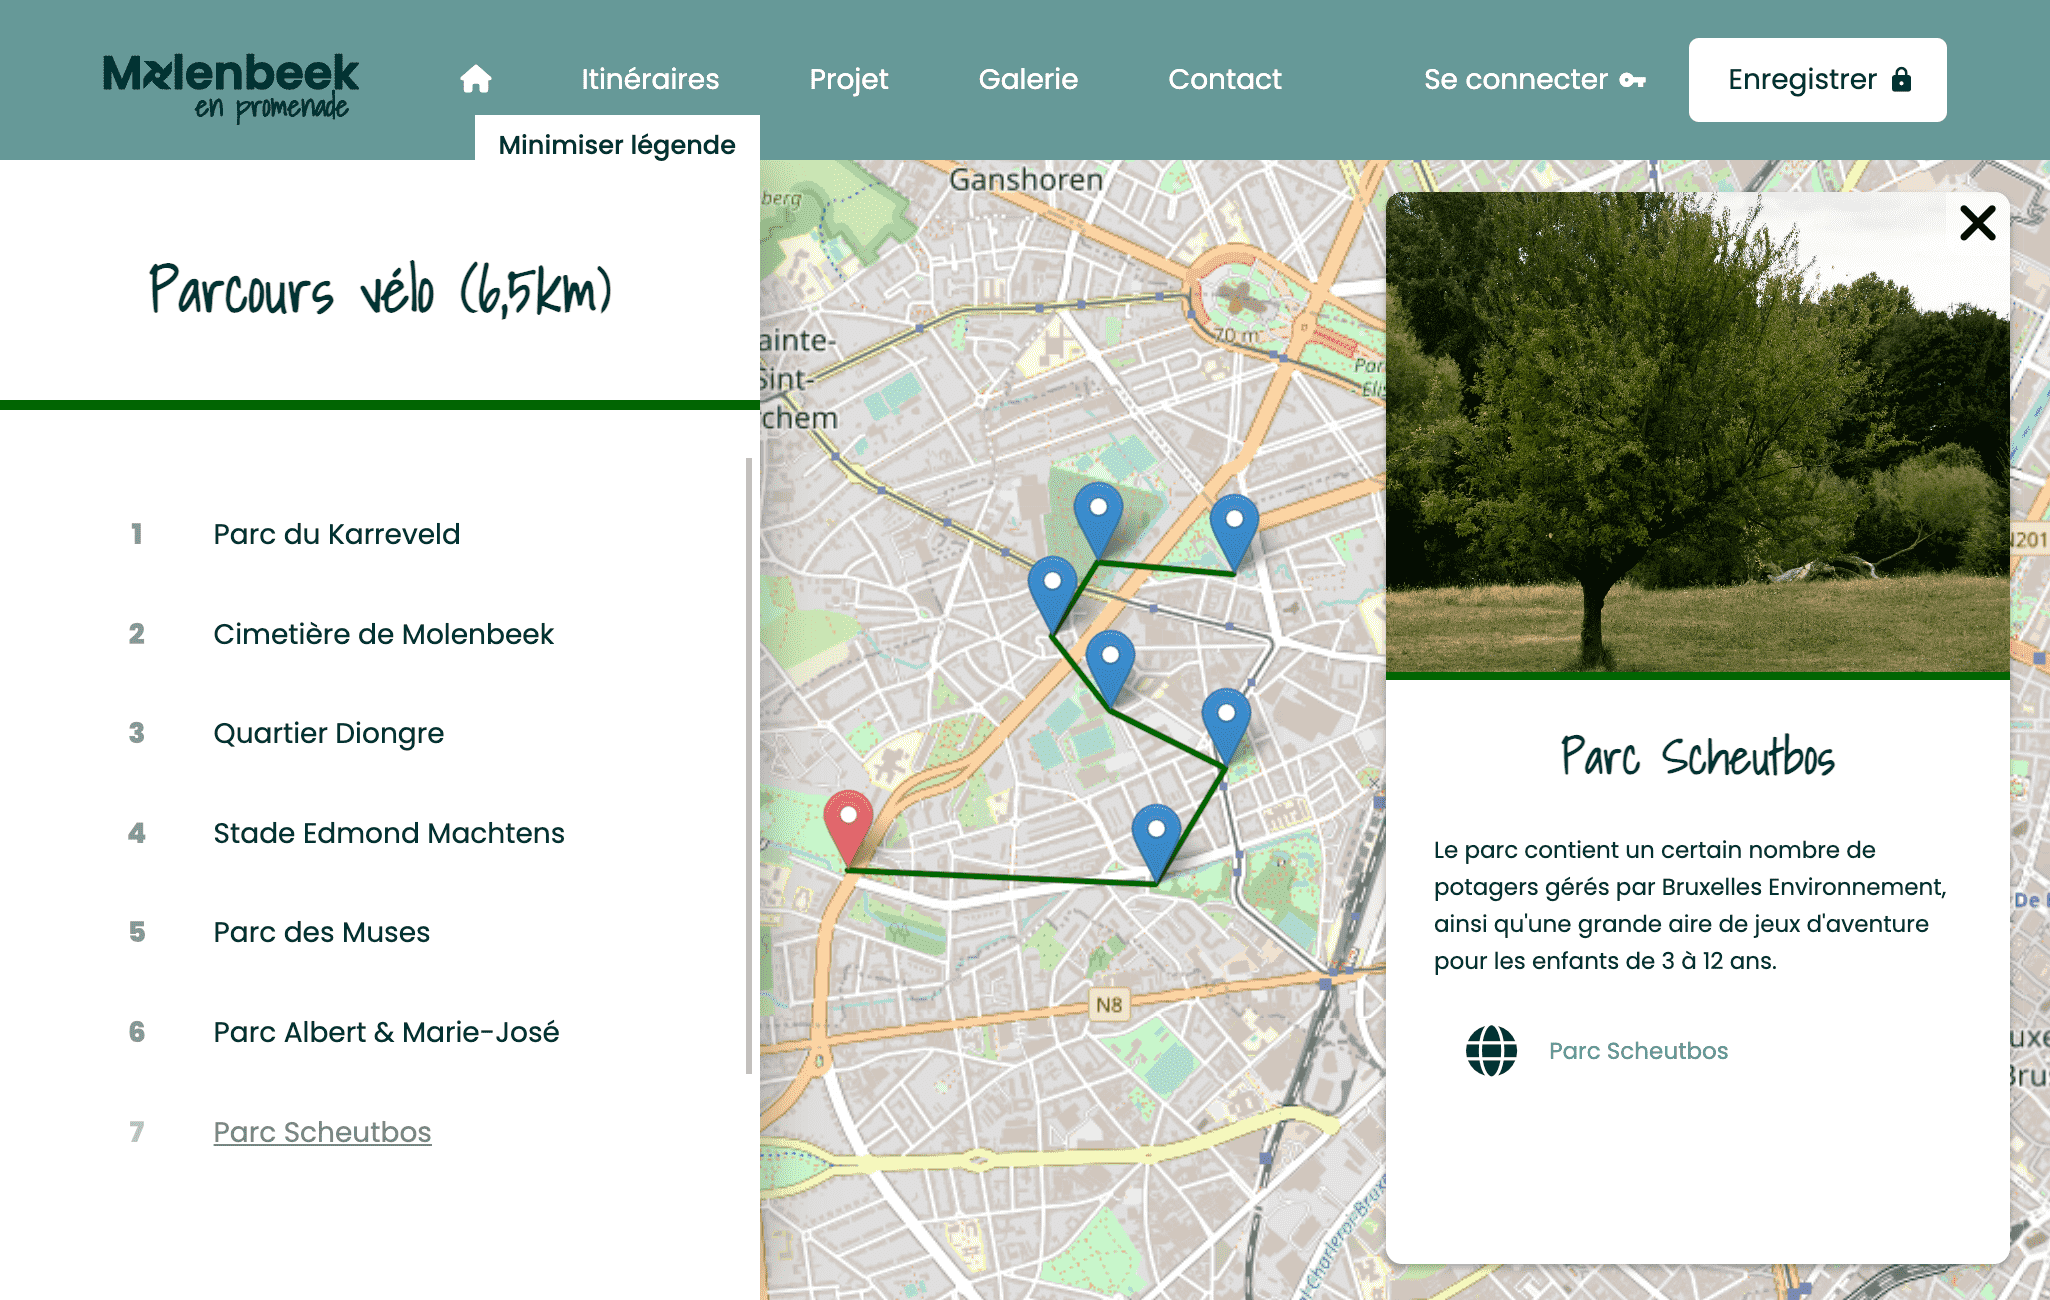 Molenbeek
en promenade
Itinéraires
Projet
Galerie
Contact
Se connecter
Enregistrer
Minimiser légende
Parcours vélo (6,5km)
1 Parc du Karreveld
2 Cimetière de Molenbeek
3 Quartier Diongre
4 Stade Edmond Machtens
5 Parc des Muses
6 Parc Albert & Marie-José
7 Parc Scheutbos
Ganshoren
berg
ainte-
Sint-
chem
70 m
Par
Elis
N8
N201
De
Charleroi-Brux
uxe
Bru
Parc Scheutbos
Le parc contient un certain nombre de
potagers gérés par Bruxelles Environnement,
ainsi qu'une grande aire de jeux d'aventure
pour les enfants de 3 à 12 ans.
Parc Scheutbos